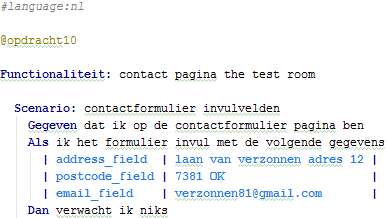 #language:nl
@opdracht10
Functionaliteit: contact pagina the test room
Scenario: contactformulier invulvelden
Gegeven dat ik op de contactformulier pagina ben
Als ik het formulier invul met de volgende gegevens
| address_field | laan van verzonnen adres 12 |
| postcode_field | 7381 OK |
| email_field | verzonnen81@gmail.com |
Dan verwacht ik niks